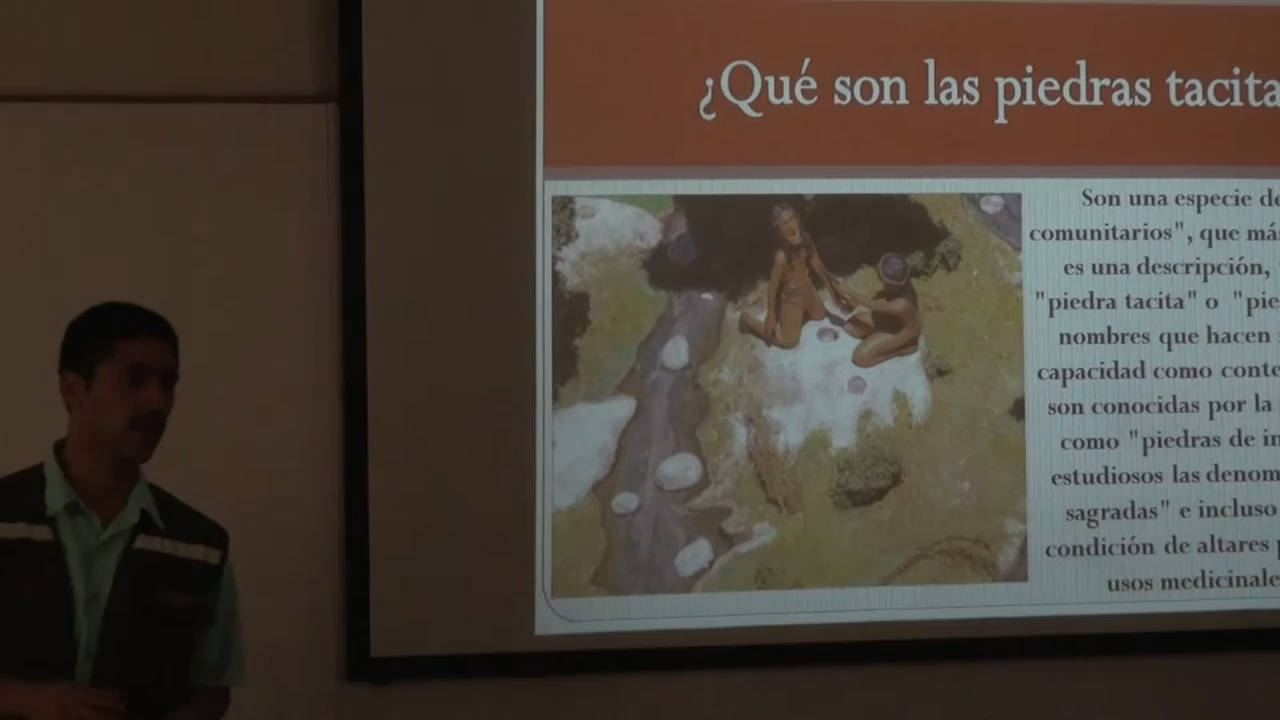 ¿Qué son las piedras tacita
Son una especie de
comunitarios", que más
es una descripción,
"piedra tacita" o "pie
nombres que hacen
capacidad como conte
son conocidas por la
como "piedras de in
estudiosos las denom
sagradas" e incluso
condición de altares p
usos medicinale